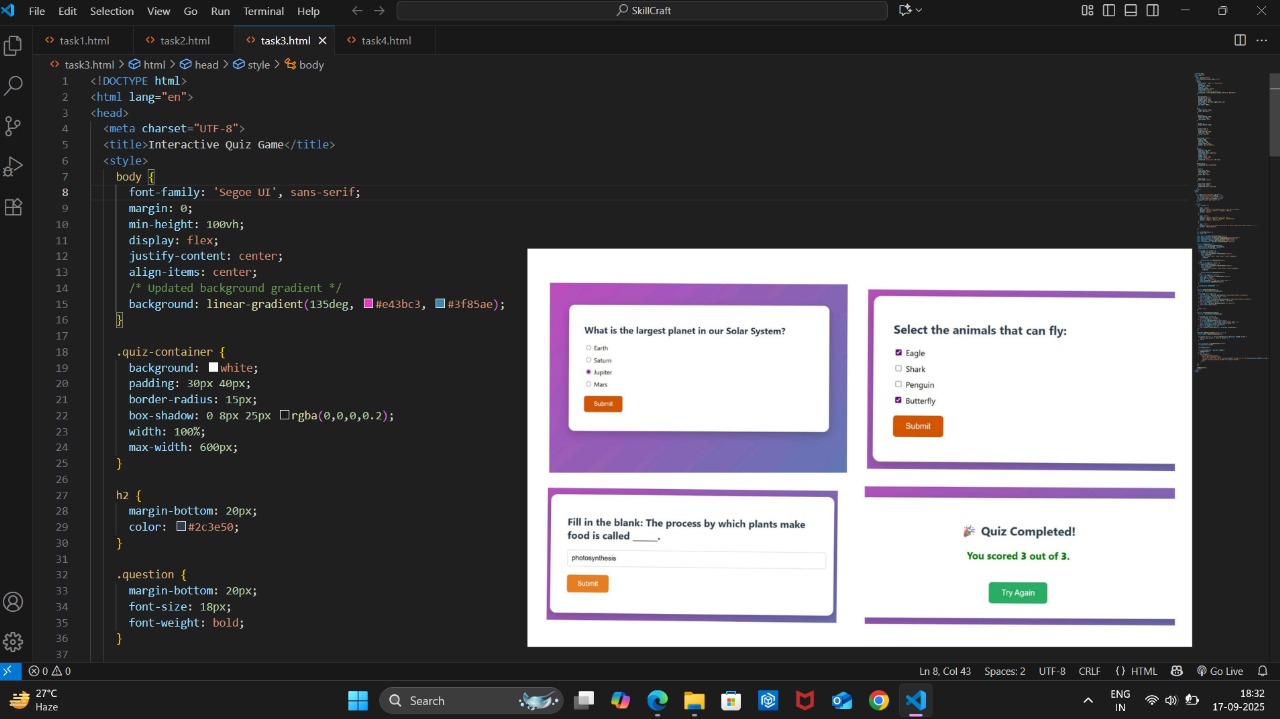 File Edit Selection View Go Run Terminal Help
SkillCraft
task1.html task2.html task3.html task4.html
task3.html > html > head > style > body
1 <!DOCTYPE html>
2 <html lang="en">
3 <head>
4 <meta charset="UTF-8">
5 <title>Interactive Quiz Game</title>
6 <style>
7 body {
8 font-family: 'Segoe UI', sans-serif;
9 margin: 0;
10 min-height: 100vh;
11 display: flex;
12 justify-content: center;
13 align-items: center;
14 /* Updated background gradient */
15 background: linear-gradient(135deg, #e43bc3, #3f85ae);
16 }
17
18 .quiz-container {
19 background: white;
20 padding: 30px 40px;
21 border-radius: 15px;
22 box-shadow: 0 8px 25px rgba(0,0,0,0.2);
23 width: 100%;
24 max-width: 600px;
25 }
26
27 h2 {
28 margin-bottom: 20px;
29 color: #2c3e50;
30 }
31
32 .question {
33 margin-bottom: 20px;
34 font-size: 18px;
35 font-weight: bold;
36 }
37
What is the largest planet in our Solar System?
Earth
Saturn
Jupiter
Mars
Submit
Select the animals that can fly:
Eagle
Shark
Penguin
Butterfly
Submit
Fill in the blank: The process by which plants make
food is called _____.
photosynthesis
Submit
🎉 Quiz Completed!
You scored 3 out of 3.
Try Again
0 0
Ln 8, Col 43 Spaces: 2 UTF-8 CRLF {} HTML Go Live
27°C
Haze
Search
ENG
IN
18:32
17-09-2025